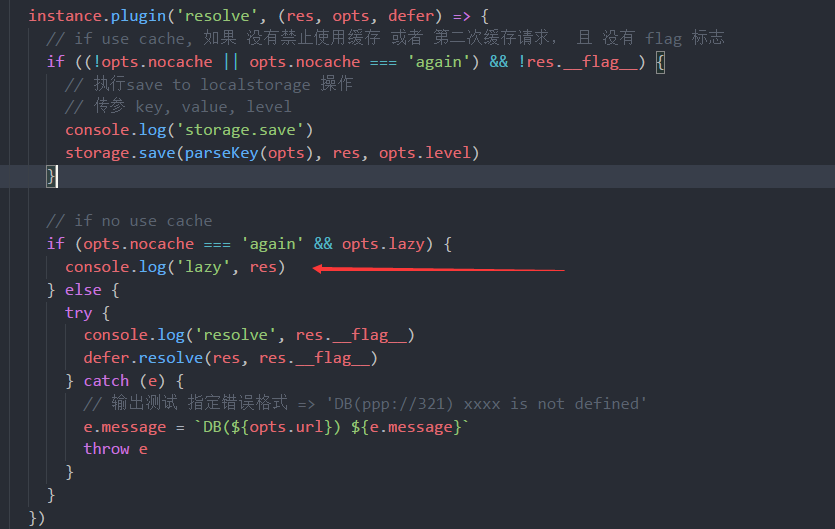 instance.plugin('resolve', (res, opts, defer) => {
// if use cache, 如果 没有禁止使用缓存 或者 第二次缓存请求， 且 没有 flag 标志
if ((!opts.nocache || opts.nocache === 'again') && !res.__flag__) {
// 执行save to localstorage 操作
// 传参 key, value, level
console.log('storage.save')
storage.save(parseKey(opts), res, opts.level)
}
// if no use cache
if (opts.nocache === 'again' && opts.lazy) {
console.log('lazy', res)
} else {
try {
console.log('resolve', res.__flag__)
defer.resolve(res, res.__flag__)
} catch (e) {
// 输出测试 指定错误格式 => 'DB(ppp://321) xxxx is not defined'
e.message = `DB(${opts.url}) ${e.message}`
throw e
}
}
})